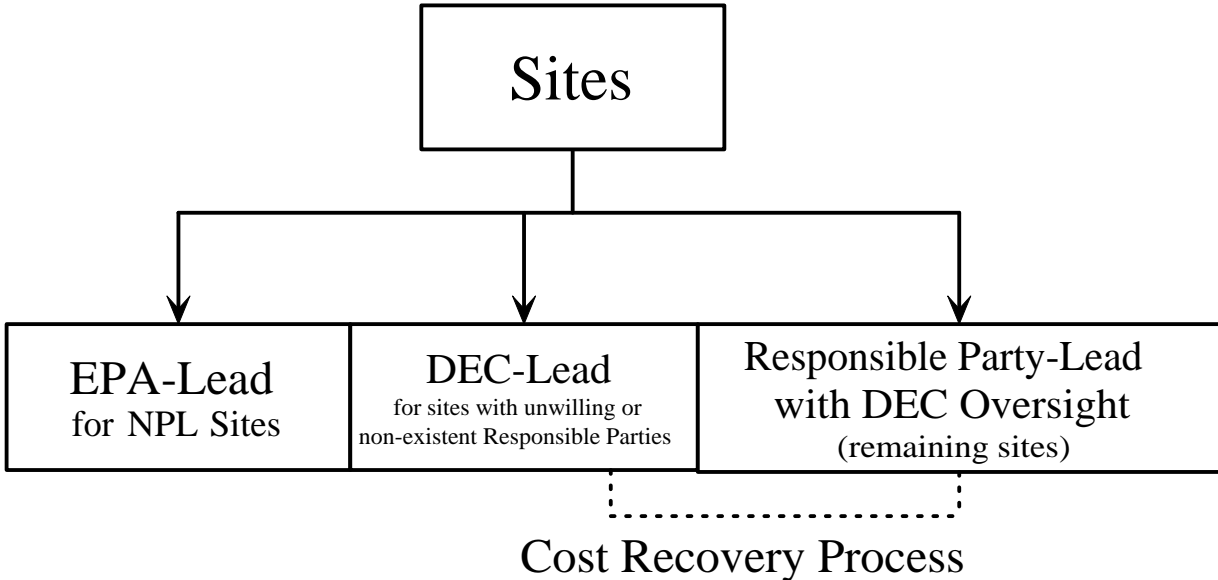 Sites
EPA-Lead
for NPL Sites
DEC-Lead
for sites with unwilling or
non-existent Responsible Parties
Responsible Party-Lead
with DEC Oversight
(remaining sites)
Cost Recovery Process